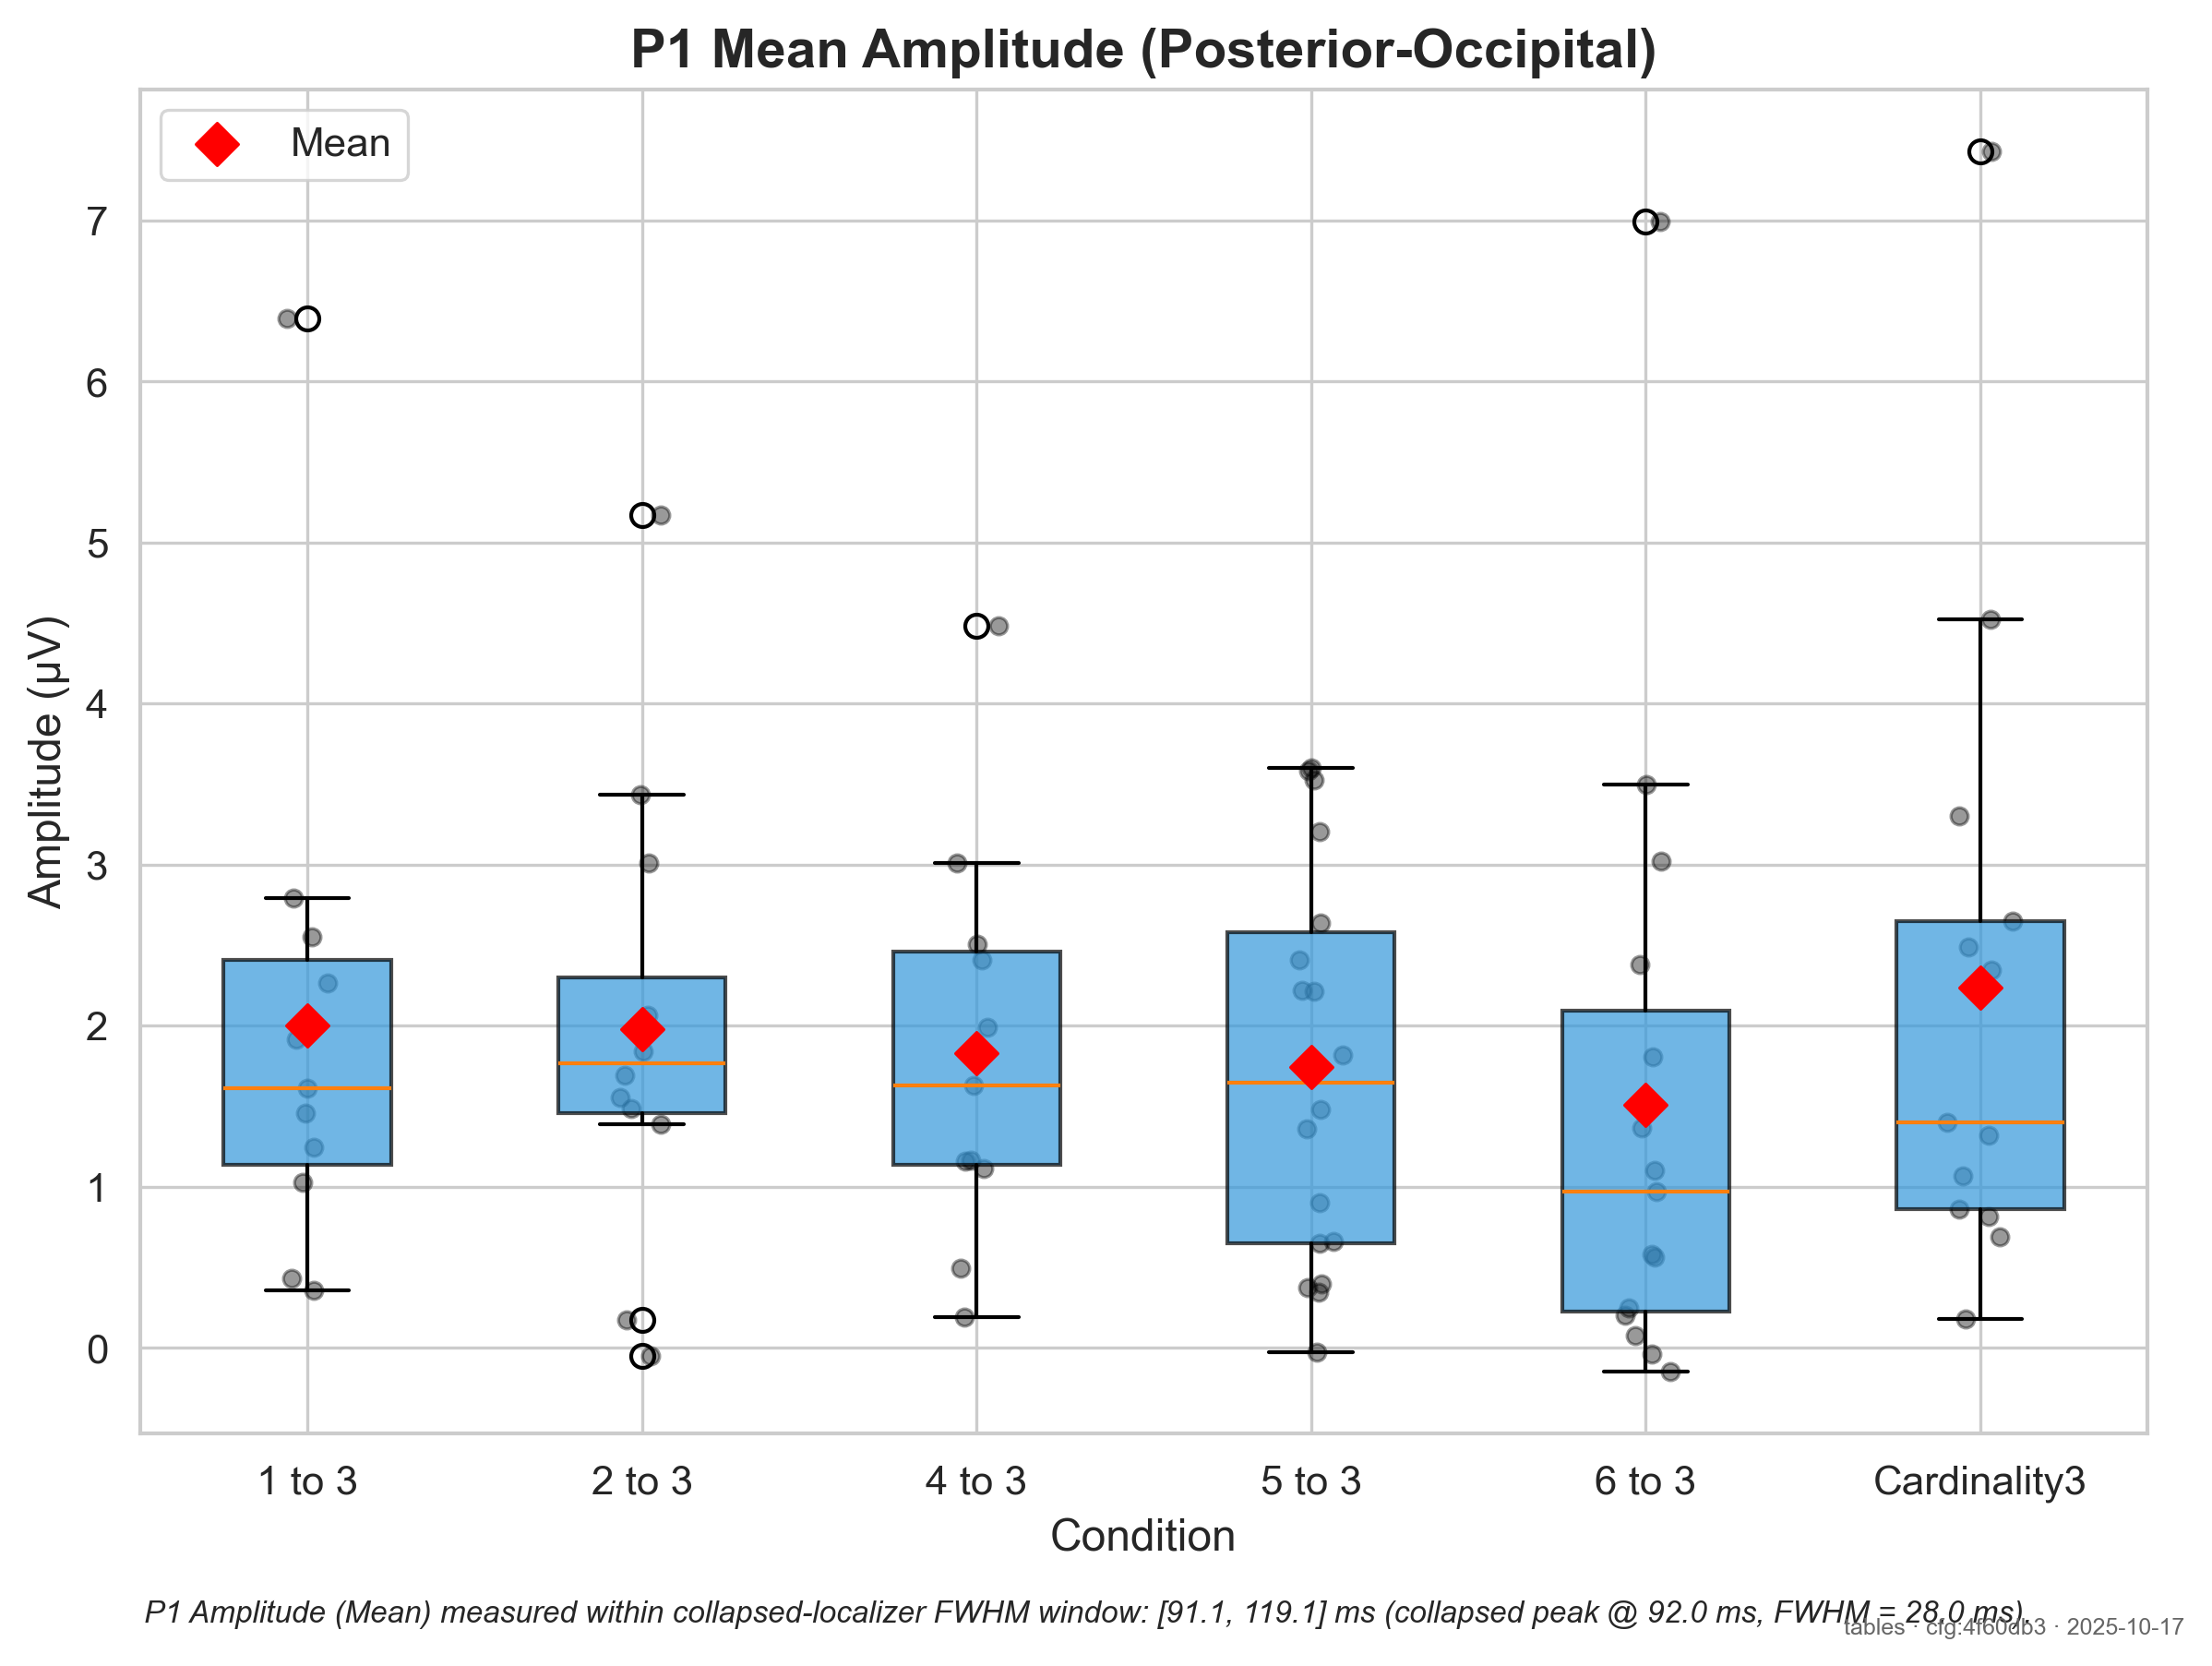 P1 Mean Amplitude (Posterior-Occipital)
Mean
7
6
5
4
3
2
1
0
Amplitude (µV)
1 to 3
2 to 3
4 to 3
5 to 3
6 to 3
Cardinality3
Condition
P1 Amplitude (Mean) measured within collapsed-localizer FWHM window: [91.1, 119.1] ms (collapsed peak @ 92.0 ms, FWHM = 28.0 ms).
tables · cfg:4f60db3 · 2025-10-17